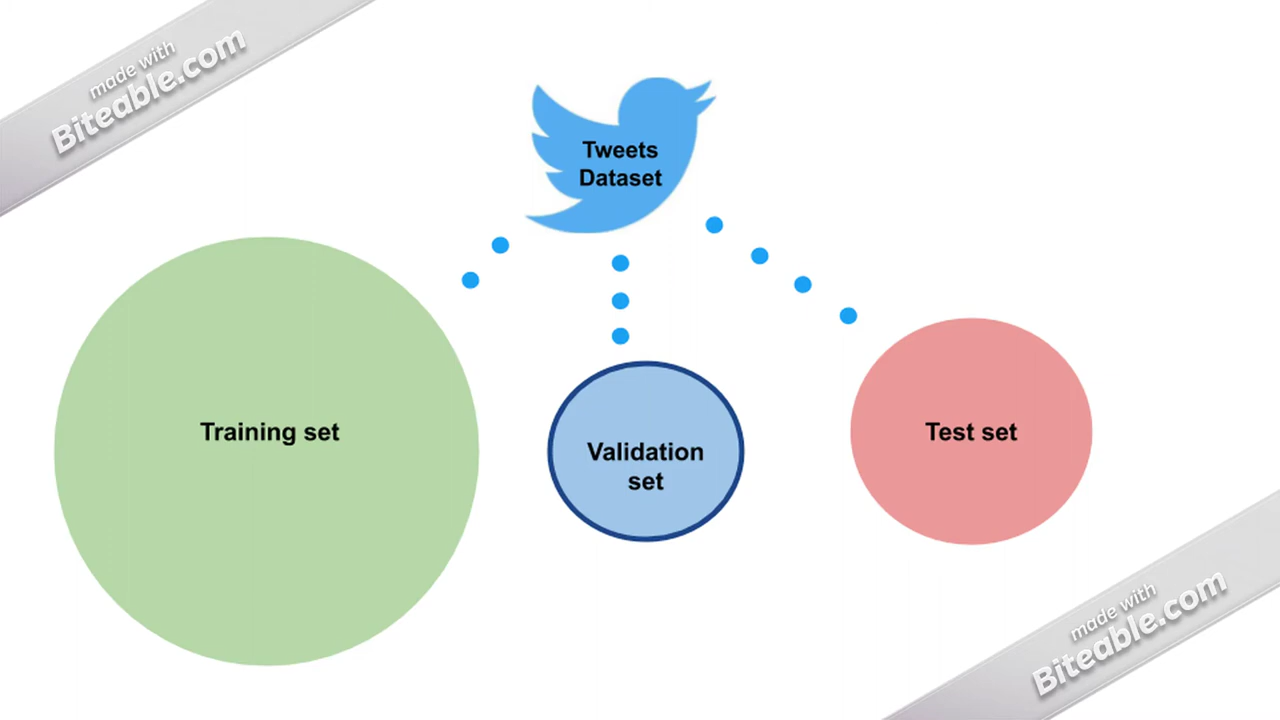 made with
Biteable.com
Tweets
Dataset
Training set
Validation
set
Test set
made with
Biteable.com